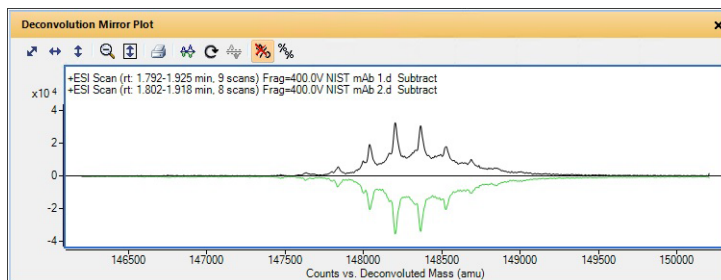 Deconvolution Mirror Plot
+ESI Scan (rt: 1.792-1.925 min, 9 scans) Frag=400.0V NIST mAb 1.d Subtract
+ESI Scan (rt: 1.802-1.918 min, 8 scans) Frag=400.0V NIST mAb 2.d Subtract
x10 4
4
2
0
-2
-4
146500 147000 147500 148000 148500 149000 149500 150000
Counts vs. Deconvoluted Mass (amu)